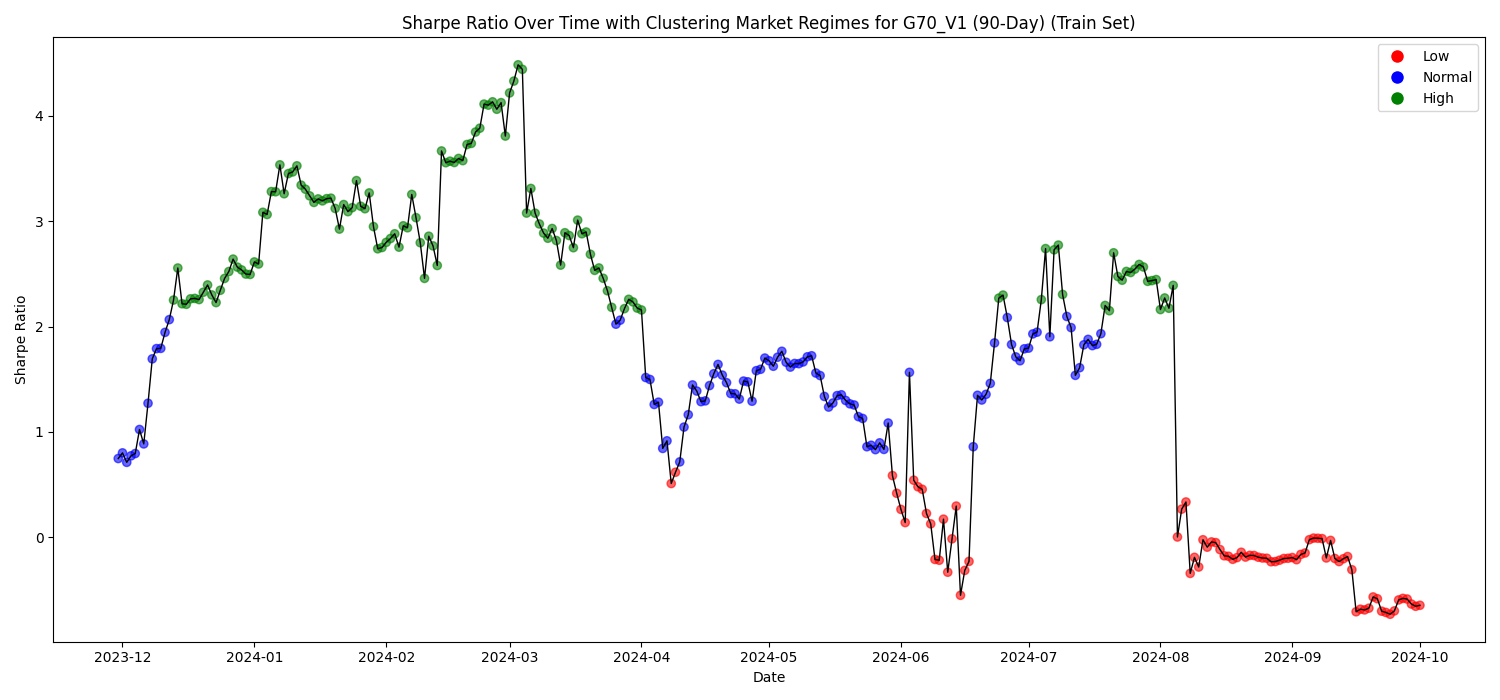 Sharpe Ratio Over Time with Clustering Market Regimes for G70_V1 (90-Day) (Train Set)
Low
Normal
High
Sharpe Ratio
4
3
2
1
0
2023-12
2024-01
2024-02
2024-03
2024-04
2024-05
2024-06
2024-07
2024-08
2024-09
2024-10
Date